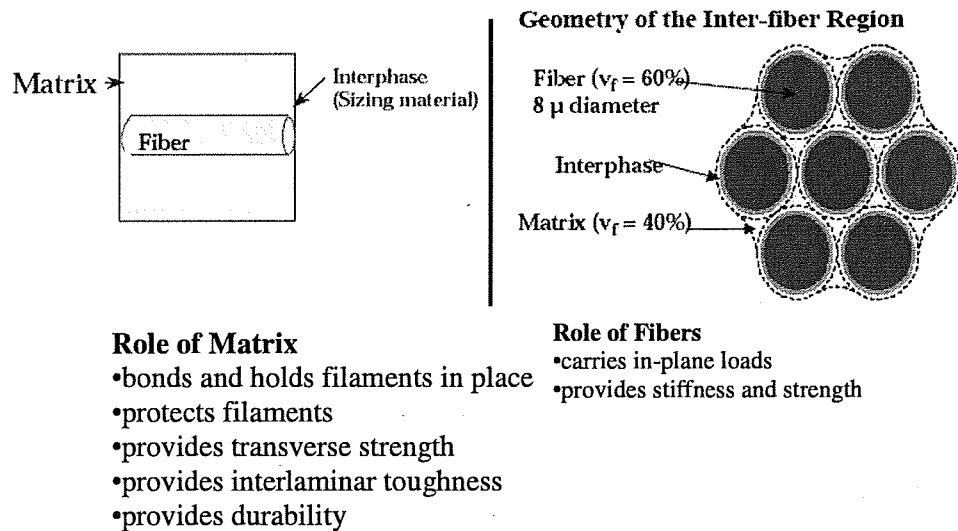 Matrix
Interphase
(Sizing material)
Fiber
Geometry of the Inter-fiber Region
Fiber (vf = 60%)
8 μ diameter
Interphase
Matrix (vf = 40%)
Role of Matrix
•bonds and holds filaments in place
•protects filaments
•provides transverse strength
•provides interlaminar toughness
•provides durability
Role of Fibers
•carries in-plane loads
•provides stiffness and strength